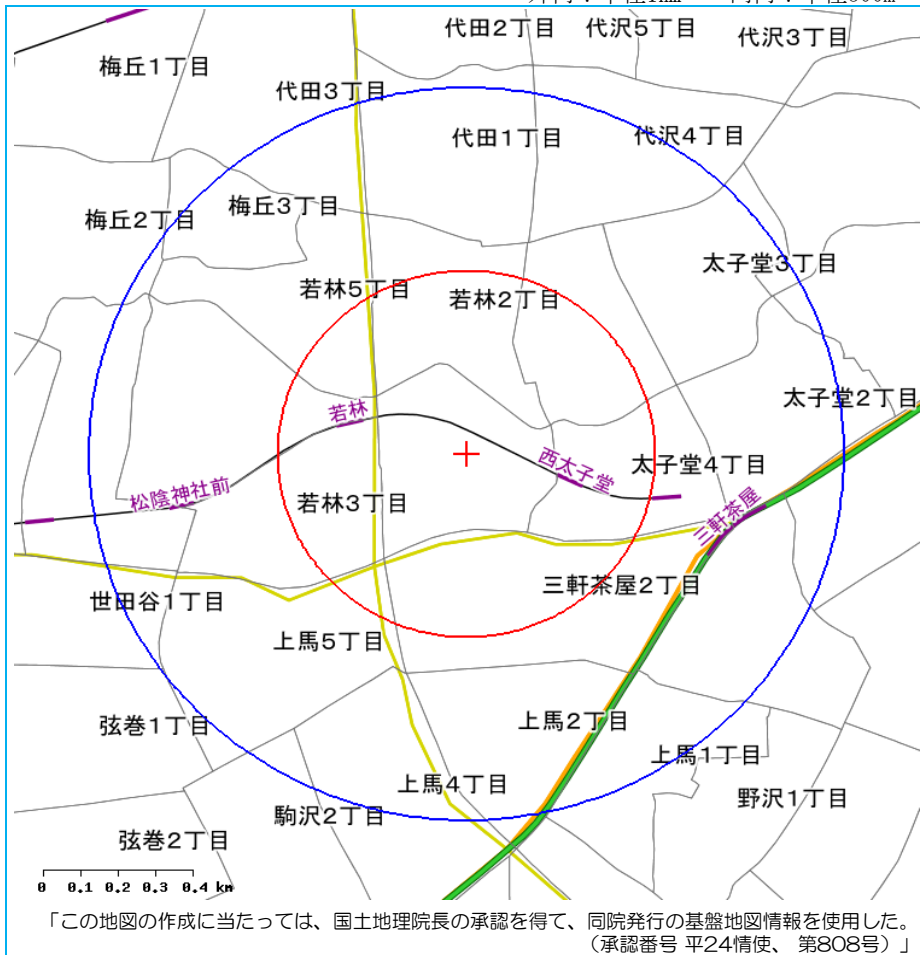 代田2丁目
代沢5丁目
代沢3丁目
梅丘1丁目
代田3丁目
代田1丁目
代沢4丁目
梅丘2丁目
梅丘3丁目
太子堂3丁目
若林5丁目
若林2丁目
太子堂2丁目
若林
西太子堂
太子堂4丁目
松陰神社前
若林3丁目
三軒茶屋
三軒茶屋2丁目
世田谷1丁目
上馬5丁目
弦巻1丁目
上馬2丁目
上馬1丁目
上馬4丁目
野沢1丁目
駒沢2丁目
弦巻2丁目
0 0.1 0.2 0.3 0.4 km
「この地図の作成に当たっては、国土地理院長の承認を得て、同院発行の基盤地図情報を使用した。
（承認番号 平24情使、 第808号）」